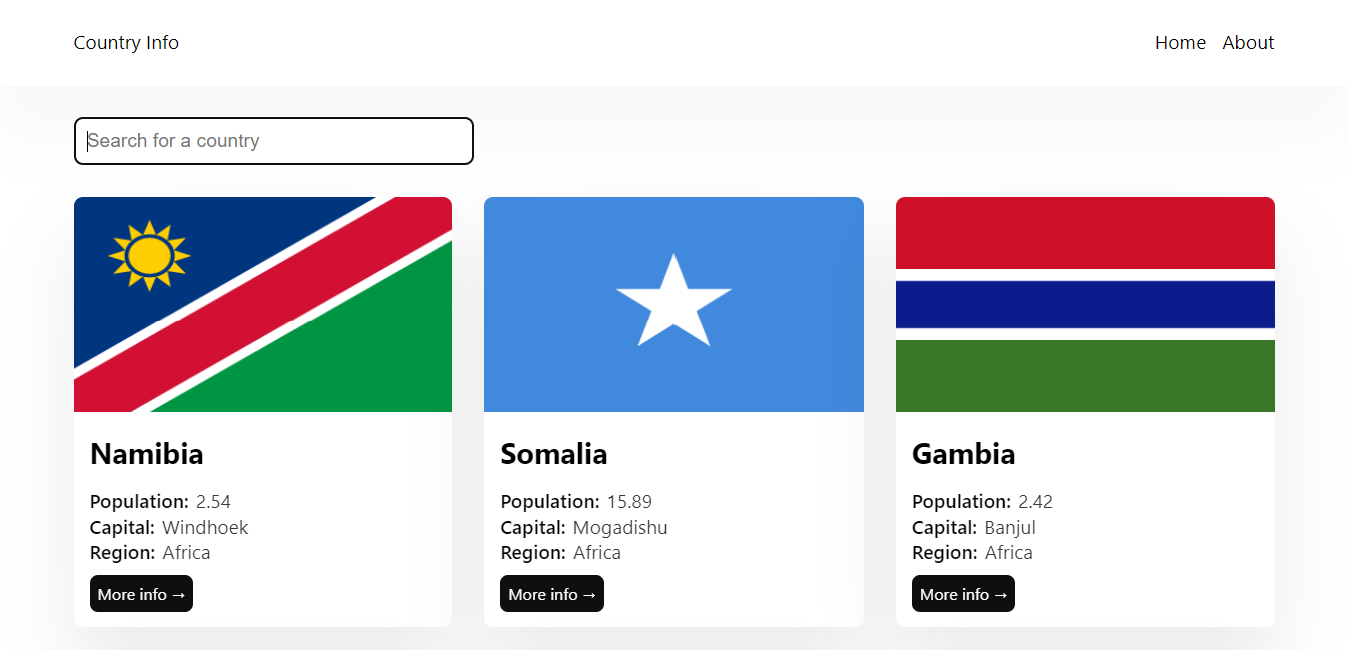 Country Info
Home About
Search for a country
Namibia
Population: 2.54
Capital: Windhoek
Region: Africa
More info →
Somalia
Population: 15.89
Capital: Mogadishu
Region: Africa
More info →
Gambia
Population: 2.42
Capital: Banjul
Region: Africa
More info →